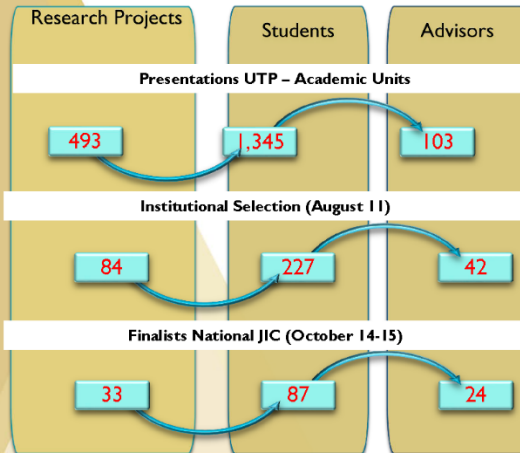 Research Projects Students Advisors
Presentations UTP – Academic Units
493 1,345 103
Institutional Selection (August 11)
84 227 42
Finalists National JIC (October 14-15)
33 87 24